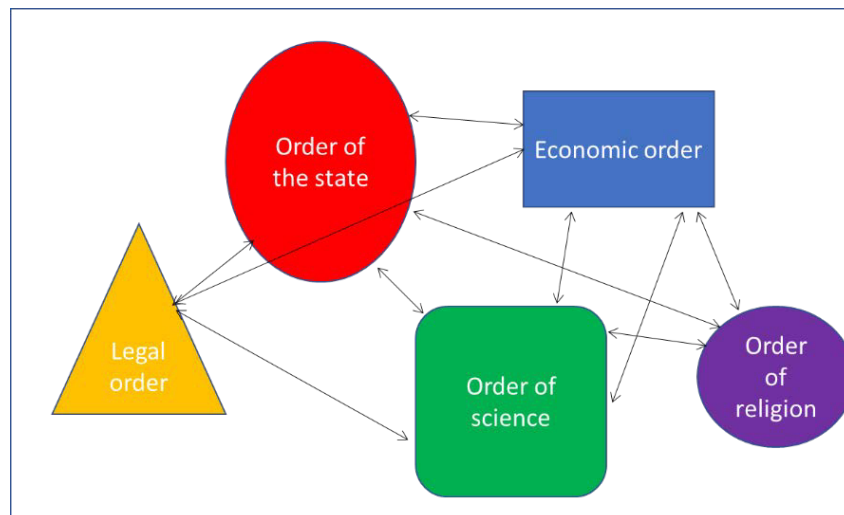 Order of
the state
Economic order
Legal
order
Order of
science
Order
of
religion